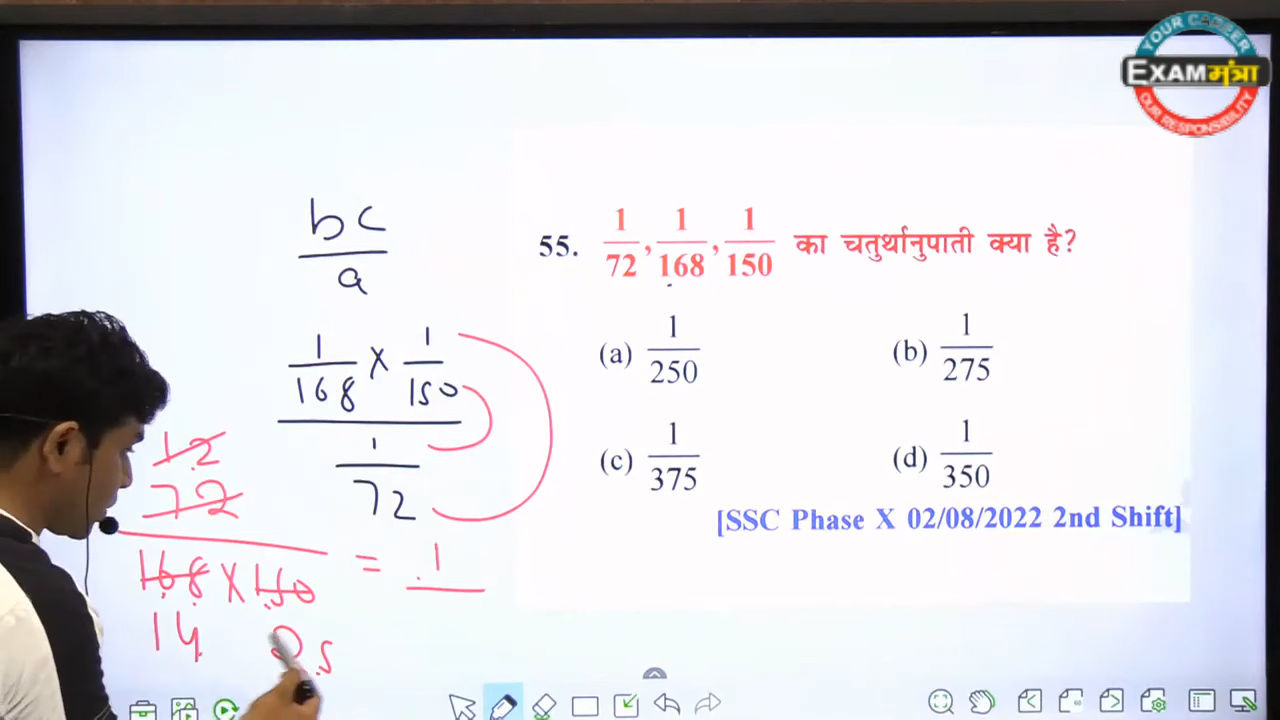 YOUR CAREER
EXAMमंत्रा
OUR RESPONSIBILITY
55. 1/72, 1/168, 1/150 का चतुर्थानुपाती क्या है?
(a) 1/250
(b) 1/275
(c) 1/375
(d) 1/350
[SSC Phase X 02/08/2022 2nd Shift]
bc
a
1/168 × 1/150
1/72
12
72
168 × 150 = 1
14 25